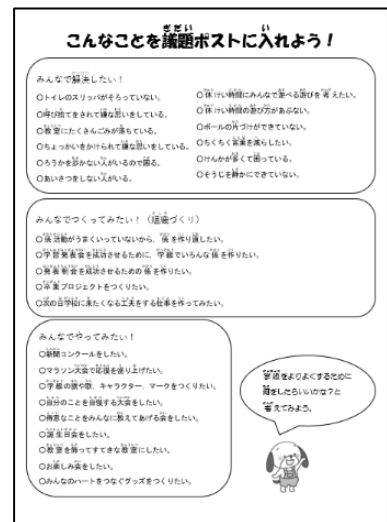 こんなことを議題ポストに入れよう！
みんなで解決したい！
○トイレのスリッパがそろっていない。
○呼び捨てをされて嫌な思いをしている。
○教室にたくさんごみが落ちている。
○ちょっかいをかけられて嫌な思いをしている。
○ろうかを歩かない人がいるので困る。
○あいさつをしない人がいる。
○休けい時間にみんなで遊べる遊びを考えたい。
○休けい時間の遊び方があぶない。
○ボールの片づけができていない。
○ちくちく言葉を減らしたい。
○けんかが多くて困っている。
○そうじを静かにできていない。
みんなでつくってみたい！（組織づくり）
○係活動がうまくいっていないから、係を作り直したい。
○学習発表会を成功させるために、学級でいろんな係を作りたい。
○発表朝会を成功させるための係を作りたい。
○卒業プロジェクトをつくりたい。
○次の日学校に来たくなる工夫をする仕事を作ってみたい。
みんなでやってみたい！
○新聞コンクールをしたい。
○マラソン大会で応援を盛り上げたい。
○学級の旗や歌、キャラクター、マークをつくりたい。
○自分のことを自慢する大会をしたい。
○得意なことをみんなに教えてあげる会をしたい。
○誕生日会をしたい。
○教室を飾ってすてきな教室にしたい。
○お楽しみ会をしたい。
○みんなのハートをつなぐグッズをつくりたい。
学級をよりよくするために
何をしたらいいかな？と
考えてみよう。